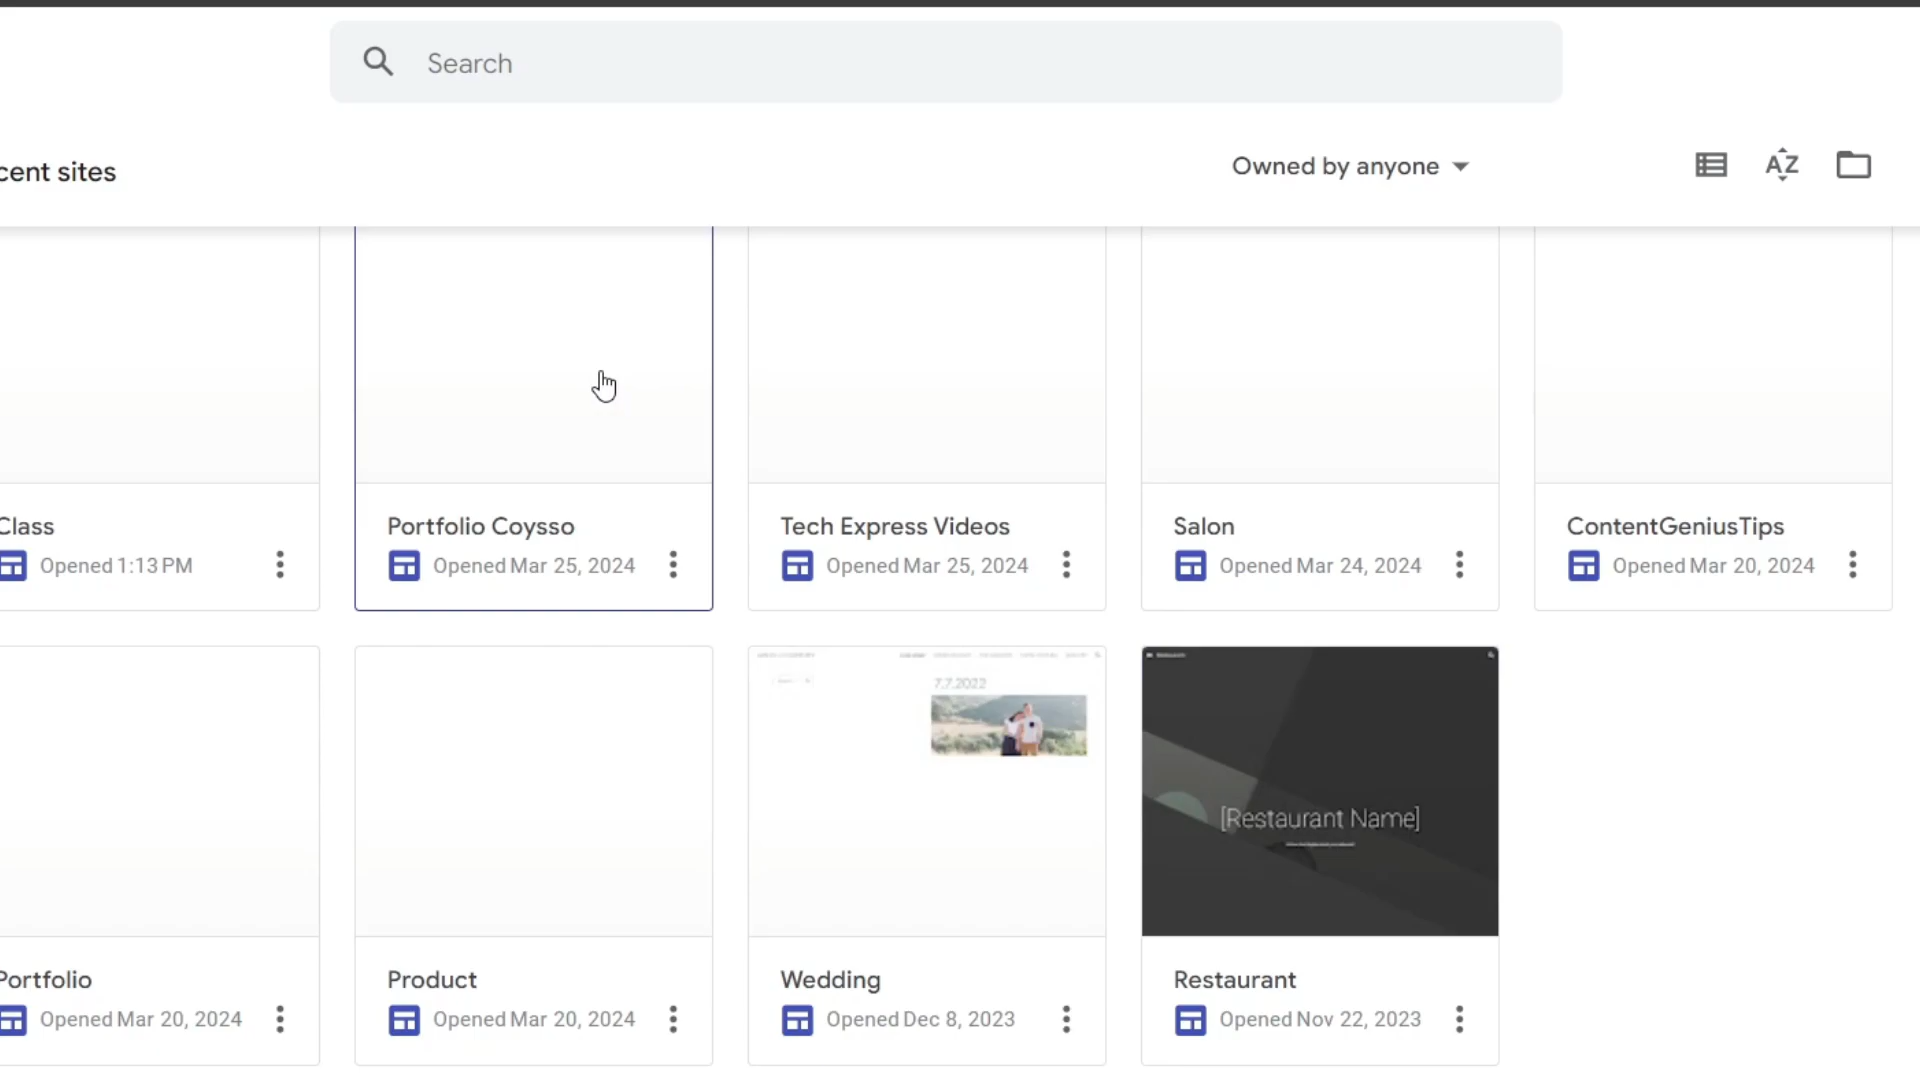 Search
cent sites
Owned by anyone
AZ
Class
Opened 1:13 PM
Portfolio Coysso
Opened Mar 25, 2024
Tech Express Videos
Opened Mar 25, 2024
Salon
Opened Mar 24, 2024
ContentGeniusTips
Opened Mar 20, 2024
7.7.2022
[Restaurant Name]
Portfolio
Opened Mar 20, 2024
Product
Opened Mar 20, 2024
Wedding
Opened Dec 8, 2023
Restaurant
Opened Nov 22, 2023